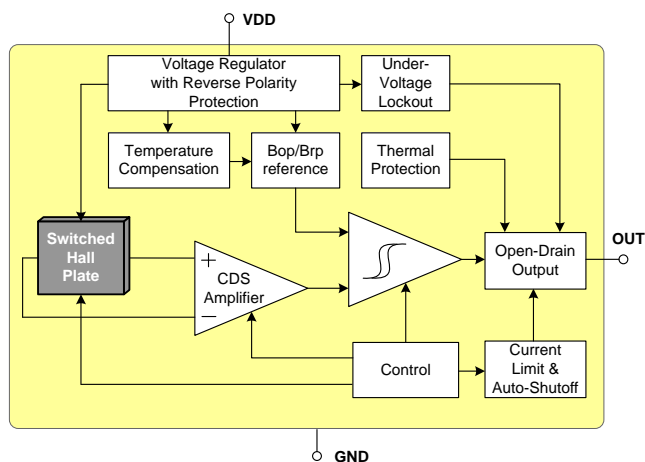 VDD
Voltage Regulator
with Reverse Polarity
Protection
Under-
Voltage
Lockout
Temperature
Compensation
Bop/Brp
reference
Thermal
Protection
Switched
Hall
Plate
+
CDS
Amplifier
−
Open-Drain
Output
OUT
Control
Current
Limit &
Auto-Shutoff
GND